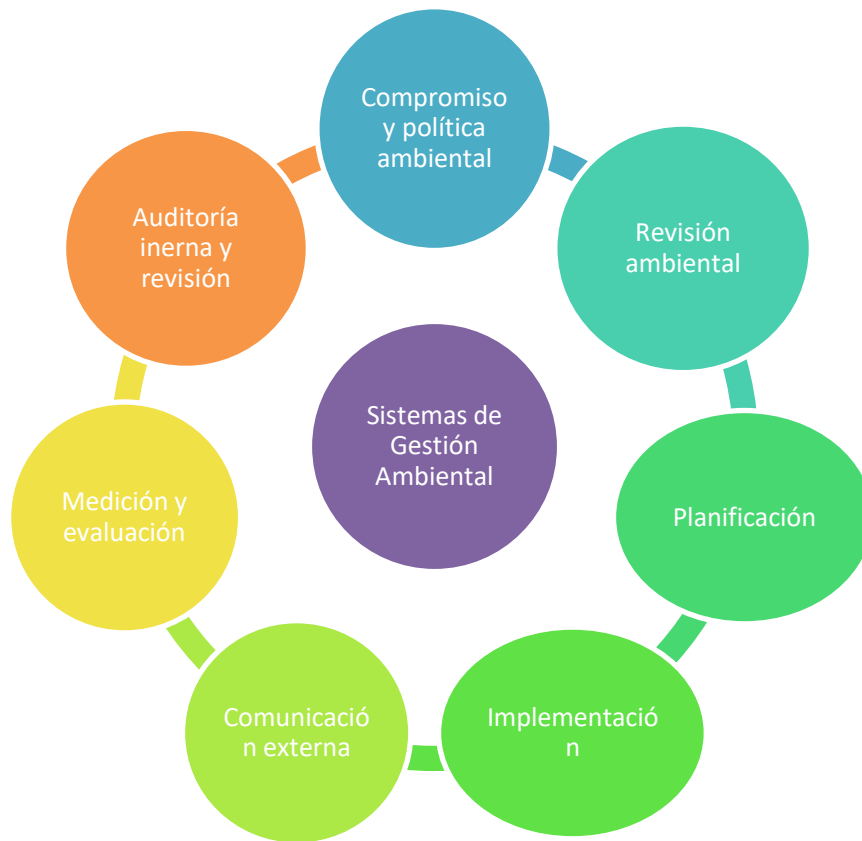 Compromiso
y política
ambiental
Revisión
ambiental
Planificación
Implementació
n
Comunicació
n externa
Medición y
evaluación
Auditoría
inerna y
revisión
Sistemas de
Gestión
Ambiental